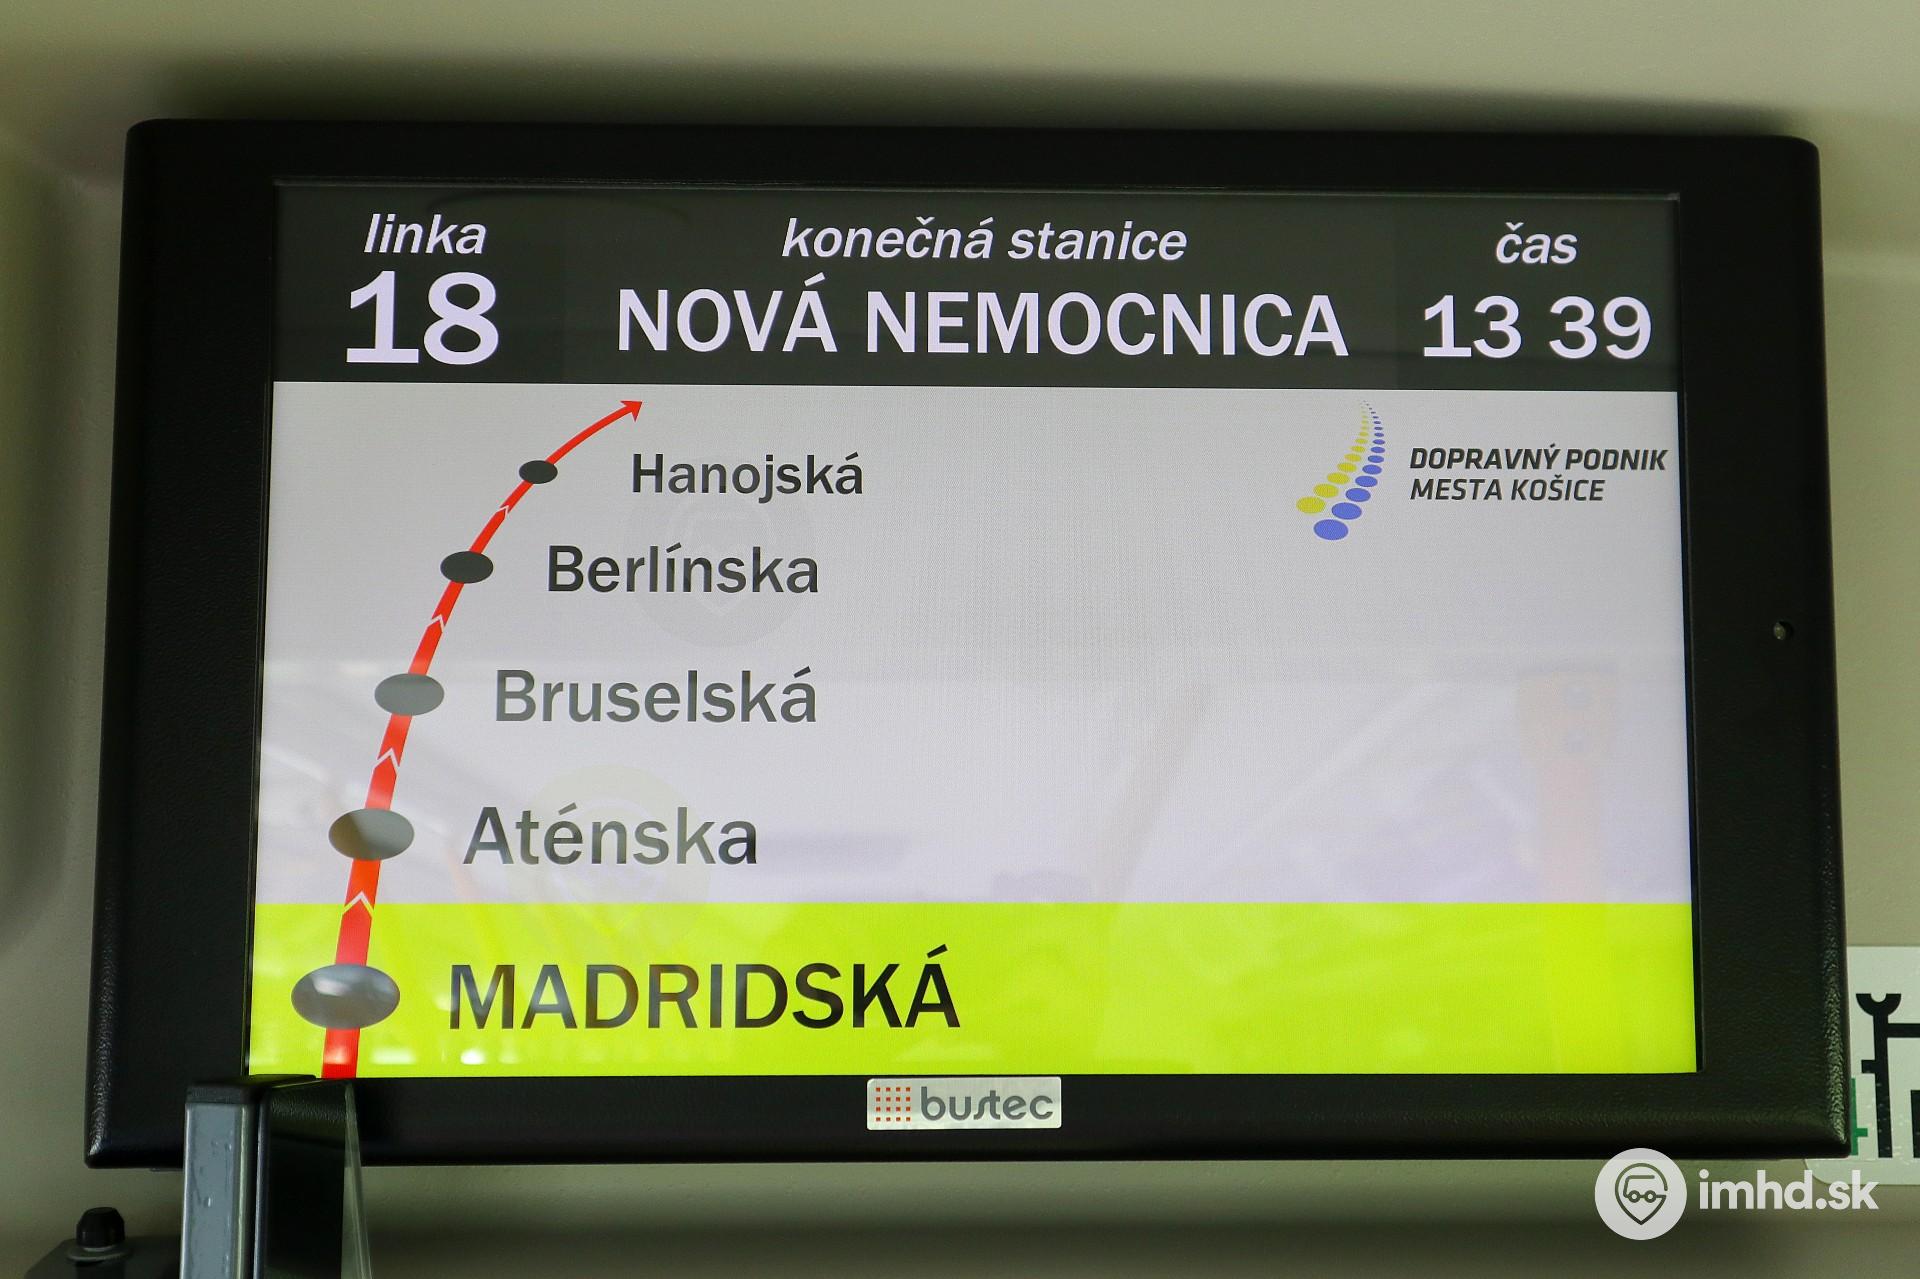 linka
18
konečná stanice
NOVÁ NEMOCNICA
čas
13 39
Hanojská
Berlínska
Bruselská
Aténska
MADRIDSKÁ
DOPRAVNÝ PODNIK
MESTA KOŠICE
bustec
imhd.sk